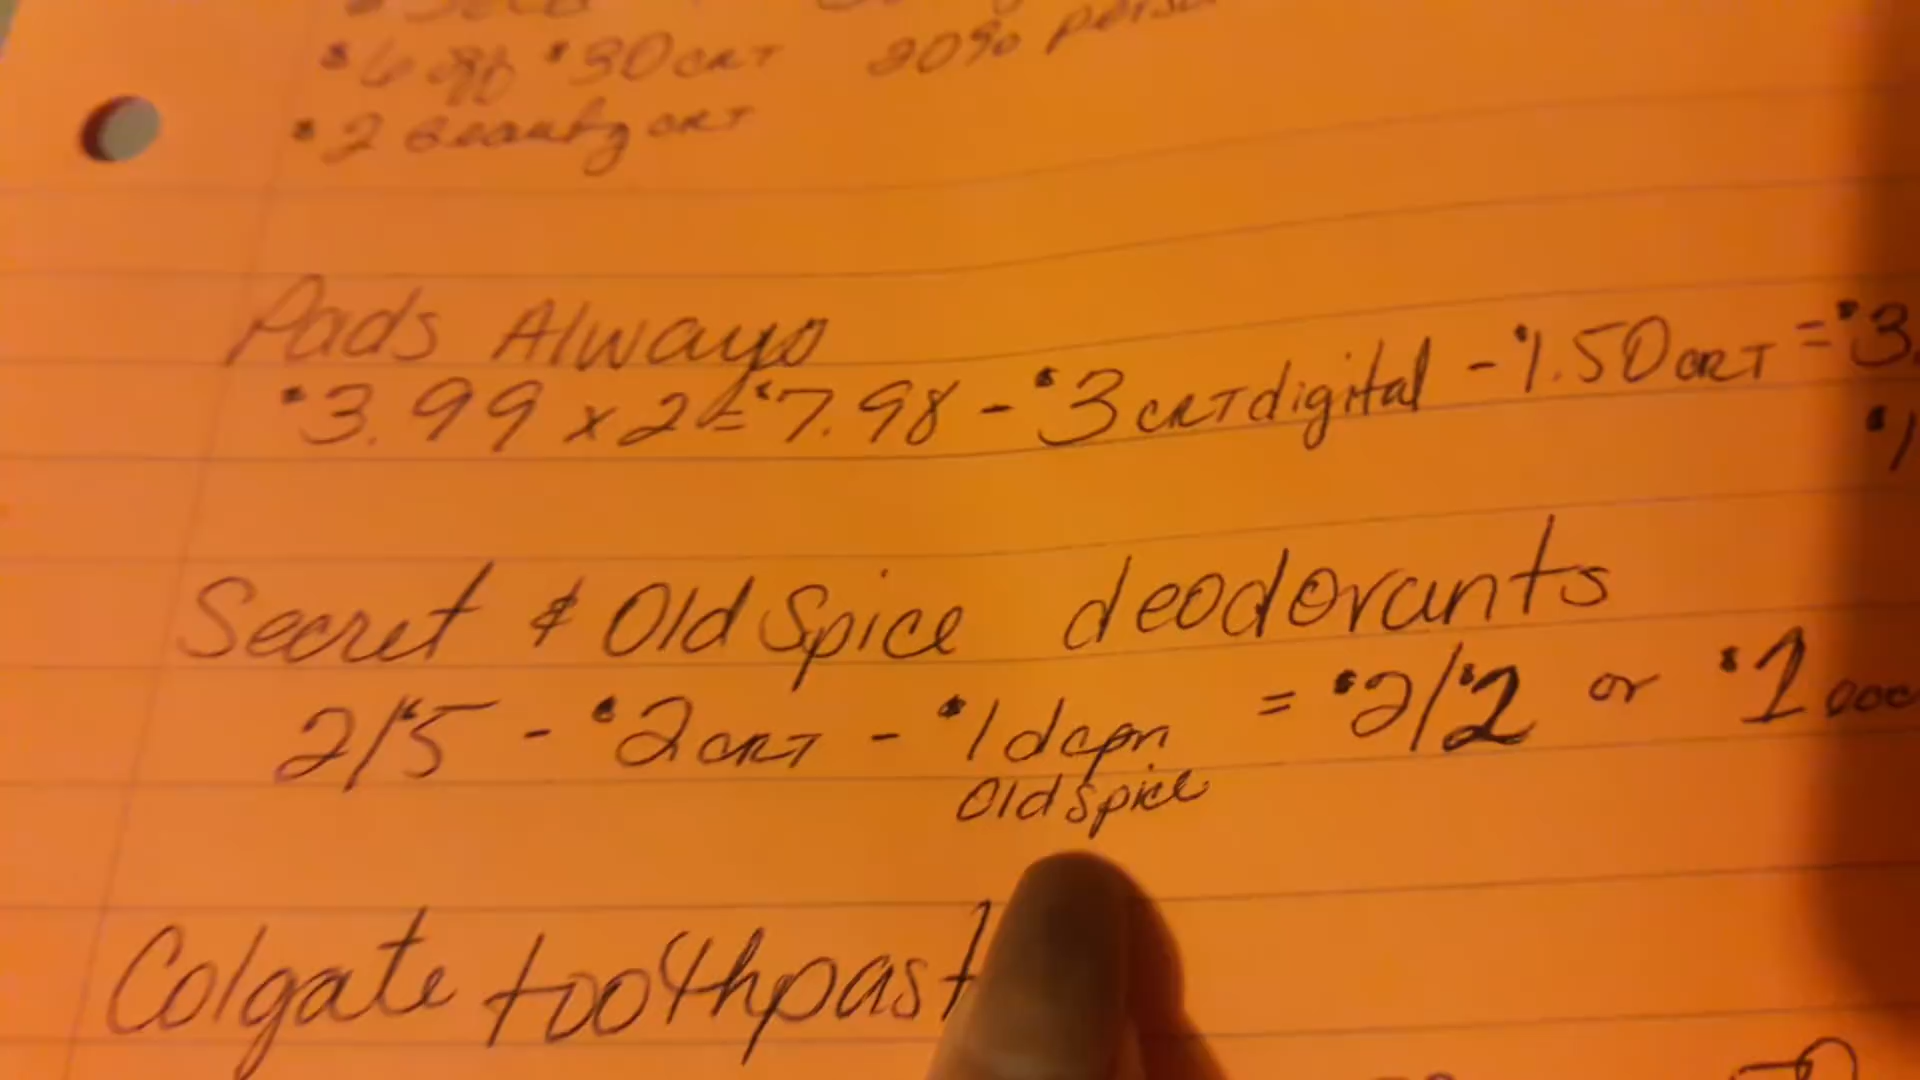 $6 off $30 CRT 20%
$2 Beauty CRT
Pads Always
$3.99 x 2 = $7.98 - $3 CRT digital - $1.50 CRT = $3.
Secret & Old Spice deodorants
2/$5 - $2 CRT - $1 dcpn = $2/$2 or $1
Old Spice
Colgate toothpast